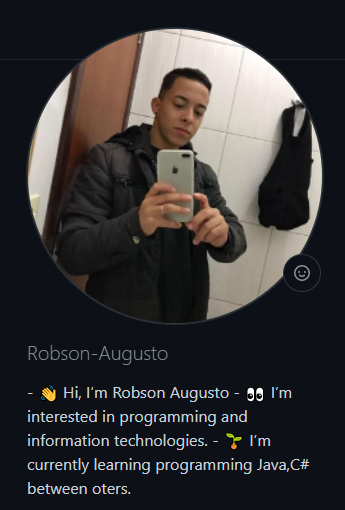 Robson-Augusto
- 👋 Hi, I’m Robson Augusto - 👀 I’m
interested in programming and
information technologies. - 🌱 I’m
currently learning programming Java,C#
between oters.